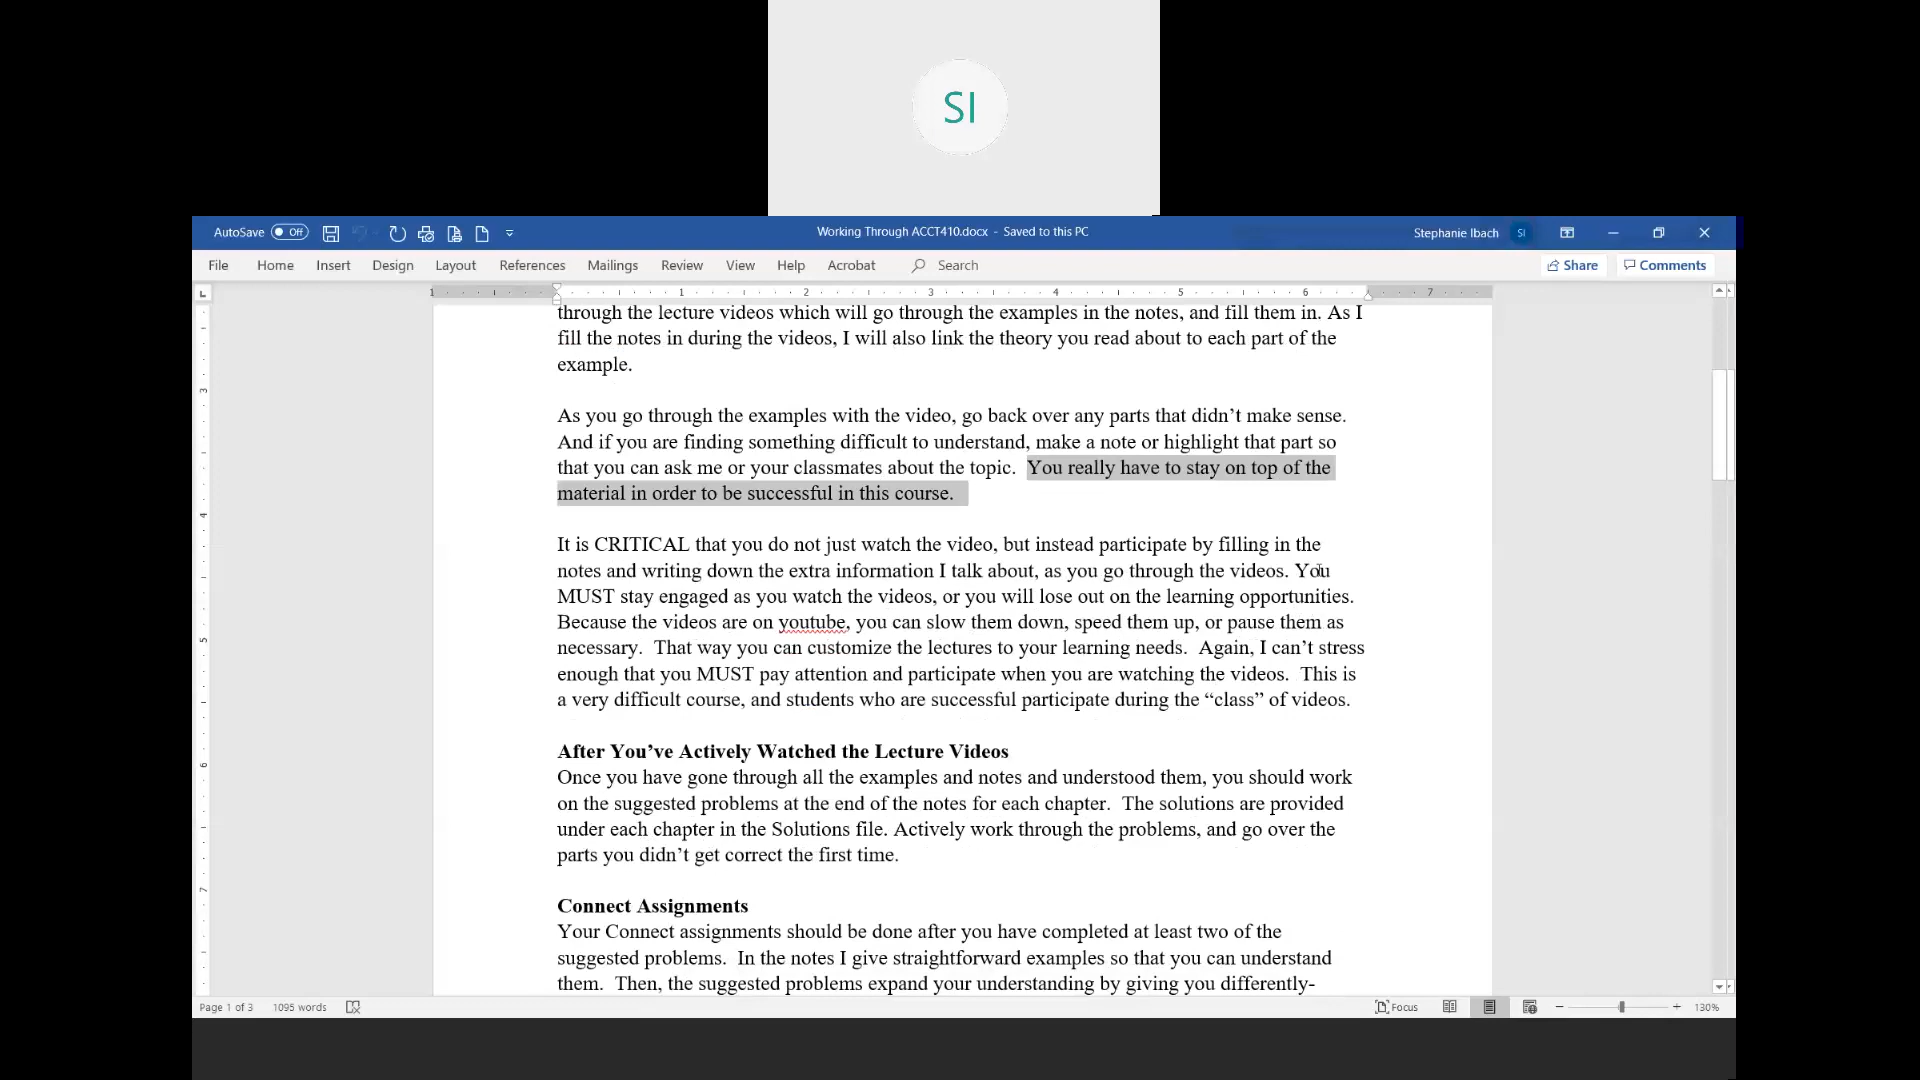 SI
AutoSave Off
Working Through ACCT410.docx - Saved to this PC
Stephanie Ibach SI
File Home Insert Design Layout References Mailings Review View Help Acrobat Search Share Comments
1 1 2 3 4 5 6 7
through the lecture videos which will go through the examples in the notes, and fill them in. As I
fill the notes in during the videos, I will also link the theory you read about to each part of the
example.
As you go through the examples with the video, go back over any parts that didn’t make sense.
And if you are finding something difficult to understand, make a note or highlight that part so
that you can ask me or your classmates about the topic.  You really have to stay on top of the
material in order to be successful in this course.
It is CRITICAL that you do not just watch the video, but instead participate by filling in the
notes and writing down the extra information I talk about, as you go through the videos. You
MUST stay engaged as you watch the videos, or you will lose out on the learning opportunities.
Because the videos are on youtube, you can slow them down, speed them up, or pause them as
necessary.  That way you can customize the lectures to your learning needs.  Again, I can’t stress
enough that you MUST pay attention and participate when you are watching the videos.  This is
a very difficult course, and students who are successful participate during the “class” of videos.
After You’ve Actively Watched the Lecture Videos
Once you have gone through all the examples and notes and understood them, you should work
on the suggested problems at the end of the notes for each chapter.  The solutions are provided
under each chapter in the Solutions file. Actively work through the problems, and go over the
parts you didn’t get correct the first time.
Connect Assignments
Your Connect assignments should be done after you have completed at least two of the
suggested problems.  In the notes I give straightforward examples so that you can understand
them.  Then, the suggested problems expand your understanding by giving you differently-
3
4
5
6
7
Page 1 of 3 1095 words Focus 130%